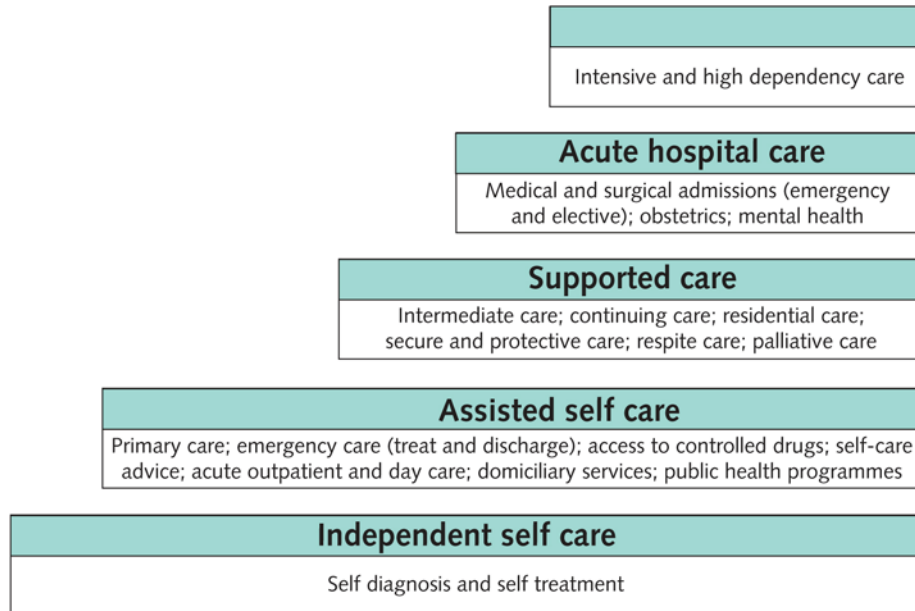 Intensive and high dependency care
Acute hospital care
Medical and surgical admissions (emergency
and elective); obstetrics; mental health
Supported care
Intermediate care; continuing care; residential care;
secure and protective care; respite care; palliative care
Assisted self care
Primary care; emergency care (treat and discharge); access to controlled drugs; self-care
advice; acute outpatient and day care; domiciliary services; public health programmes
Independent self care
Self diagnosis and self treatment